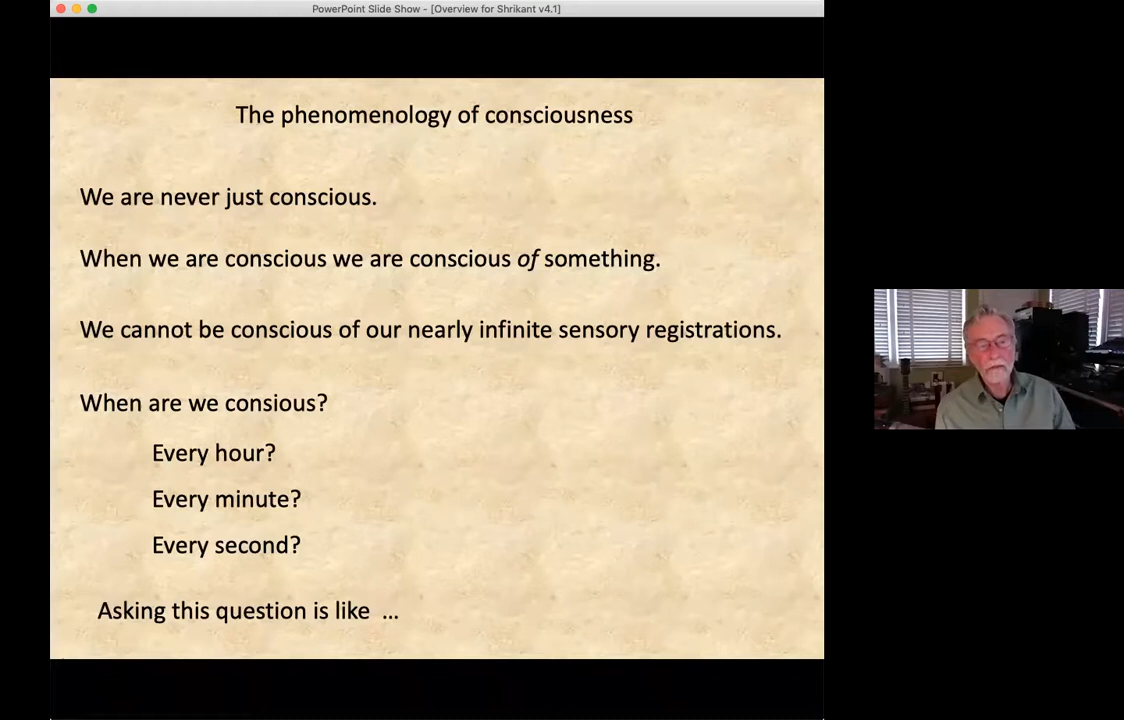 PowerPoint Slide Show - [Overview for Shrikant v4.1]
The phenomenology of consciousness
We are never just conscious.
When we are conscious we are conscious of something.
We cannot be conscious of our nearly infinite sensory registrations.
When are we consious?
Every hour?
Every minute?
Every second?
Asking this question is like ...